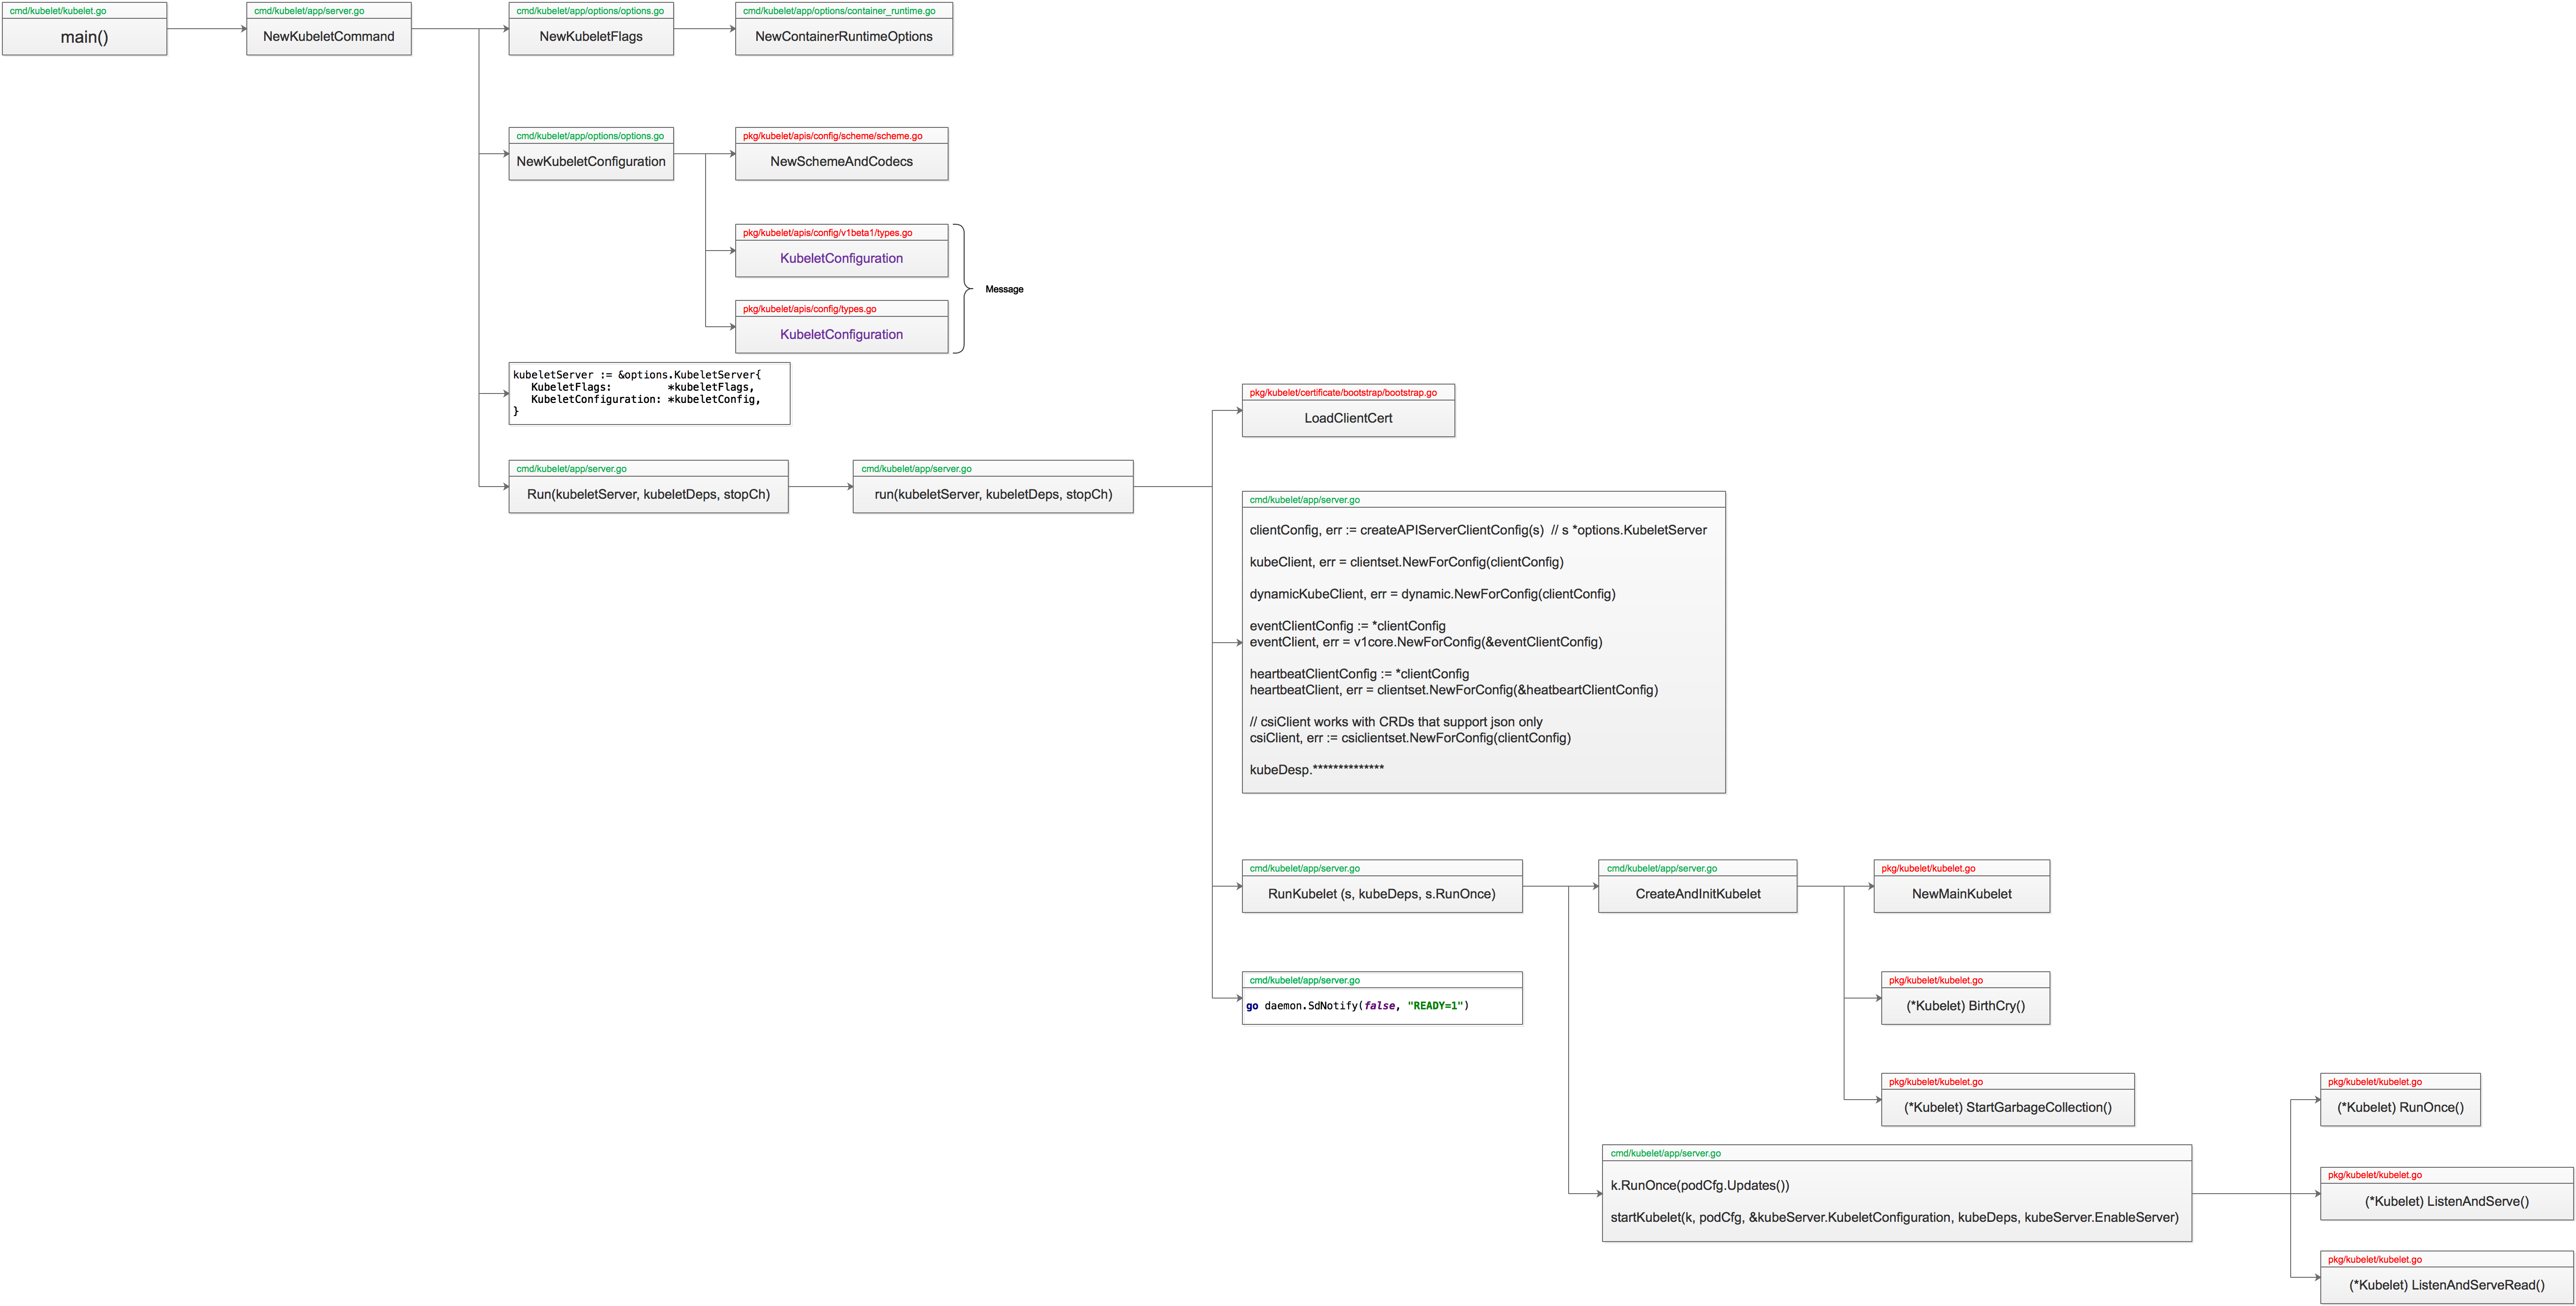 cmd/kubelet/kubelet.go
main()
cmd/kubelet/app/server.go
NewKubeletCommand
cmd/kubelet/app/options/options.go
NewKubeletFlags
cmd/kubelet/app/options/container_runtime.go
NewContainerRuntimeOptions
cmd/kubelet/app/options/options.go
NewKubeletConfiguration
pkg/kubelet/apis/config/scheme/scheme.go
NewSchemeAndCodecs
pkg/kubelet/apis/config/v1beta1/types.go
KubeletConfiguration
Message
pkg/kubelet/apis/config/types.go
KubeletConfiguration
kubeletServer := &options.KubeletServer{
KubeletFlags:         *kubeletFlags,
KubeletConfiguration: *kubeletConfig,
}
cmd/kubelet/app/server.go
Run(kubeletServer, kubeletDeps, stopCh)
cmd/kubelet/app/server.go
run(kubeletServer, kubeletDeps, stopCh)
pkg/kubelet/certificate/bootstrap/bootstrap.go
LoadClientCert
cmd/kubelet/app/server.go
clientConfig, err := createAPIServerClientConfig(s)  // s *options.KubeletServer
kubeClient, err = clientset.NewForConfig(clientConfig)
dynamicKubeClient, err = dynamic.NewForConfig(clientConfig)
eventClientConfig := *clientConfig
eventClient, err = v1core.NewForConfig(&eventClientConfig)
heartbeatClientConfig := *clientConfig
heartbeatClient, err = clientset.NewForConfig(&heatbeartClientConfig)
// csiClient works with CRDs that support json only
csiClient, err := csiclientset.NewForConfig(clientConfig)
kubeDesp.**************
cmd/kubelet/app/server.go
RunKubelet (s, kubeDeps, s.RunOnce)
cmd/kubelet/app/server.go
CreateAndInitKubelet
pkg/kubelet/kubelet.go
NewMainKubelet
cmd/kubelet/app/server.go
go daemon.SdNotify(false, "READY=1")
pkg/kubelet/kubelet.go
(*Kubelet) BirthCry()
pkg/kubelet/kubelet.go
(*Kubelet) StartGarbageCollection()
pkg/kubelet/kubelet.go
(*Kubelet) RunOnce()
cmd/kubelet/app/server.go
k.RunOnce(podCfg.Updates())
startKubelet(k, podCfg, &kubeServer.KubeletConfiguration, kubeDeps, kubeServer.EnableServer)
pkg/kubelet/kubelet.go
(*Kubelet) ListenAndServe()
pkg/kubelet/kubelet.go
(*Kubelet) ListenAndServeRead()